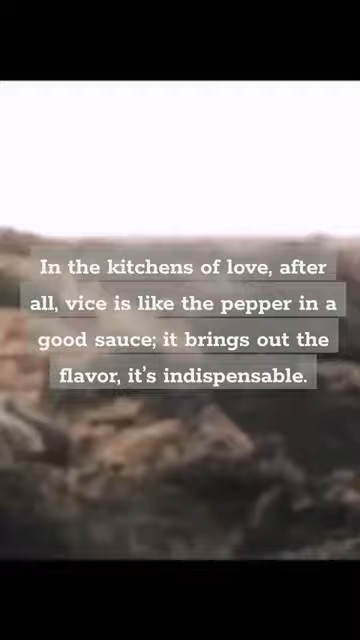 In the kitchens of love, after
all, vice is like the pepper in a
good sauce; it brings out the
flavor, it's indispensable.